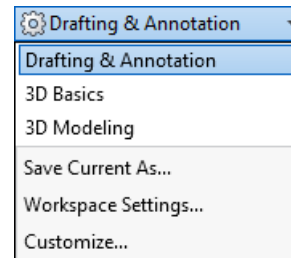 Drafting & Annotation
Drafting & Annotation
3D Basics
3D Modeling
Save Current As...
Workspace Settings...
Customize...